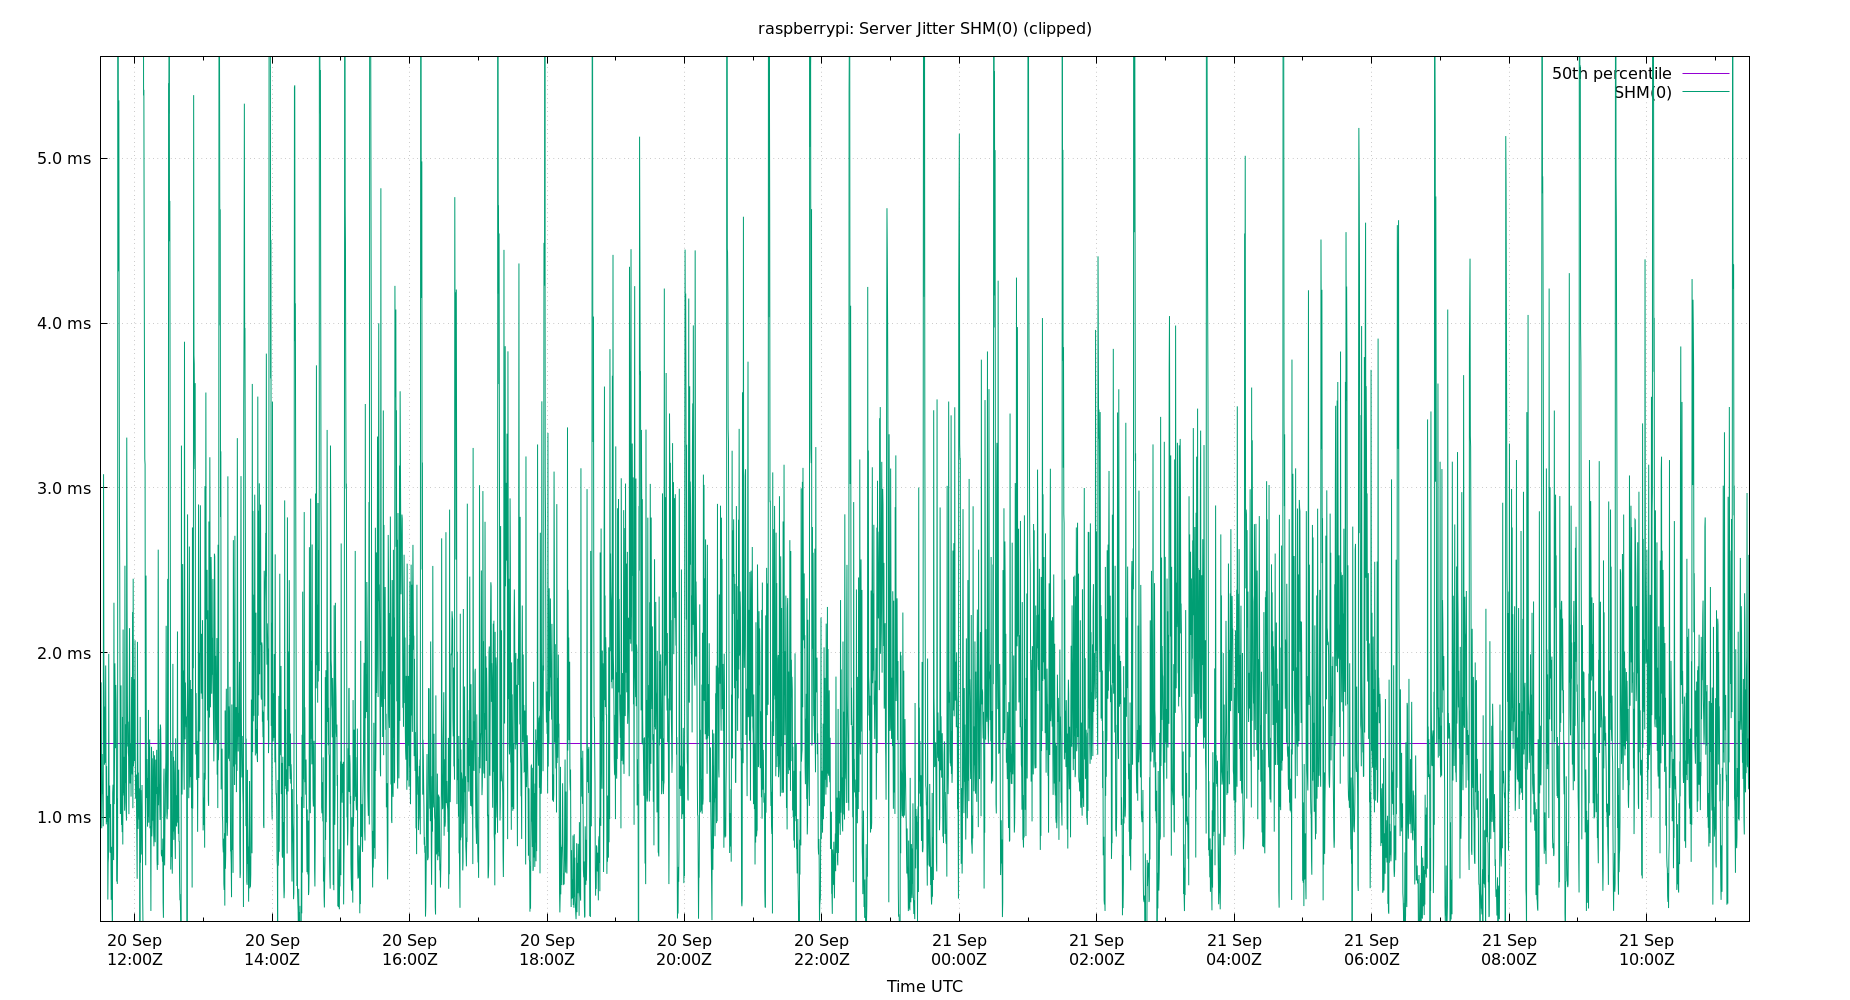 raspberrypi: Server Jitter SHM(0) (clipped)
50th percentile
SHM(0)
5.0 ms
4.0 ms
3.0 ms
2.0 ms
1.0 ms
20 Sep 20 Sep 20 Sep 20 Sep 20 Sep 20 Sep 21 Sep 21 Sep 21 Sep 21 Sep 21 Sep 21 Sep
12:00Z 14:00Z 16:00Z 18:00Z 20:00Z 22:00Z 00:00Z 02:00Z 04:00Z 06:00Z 08:00Z 10:00Z
Time UTC